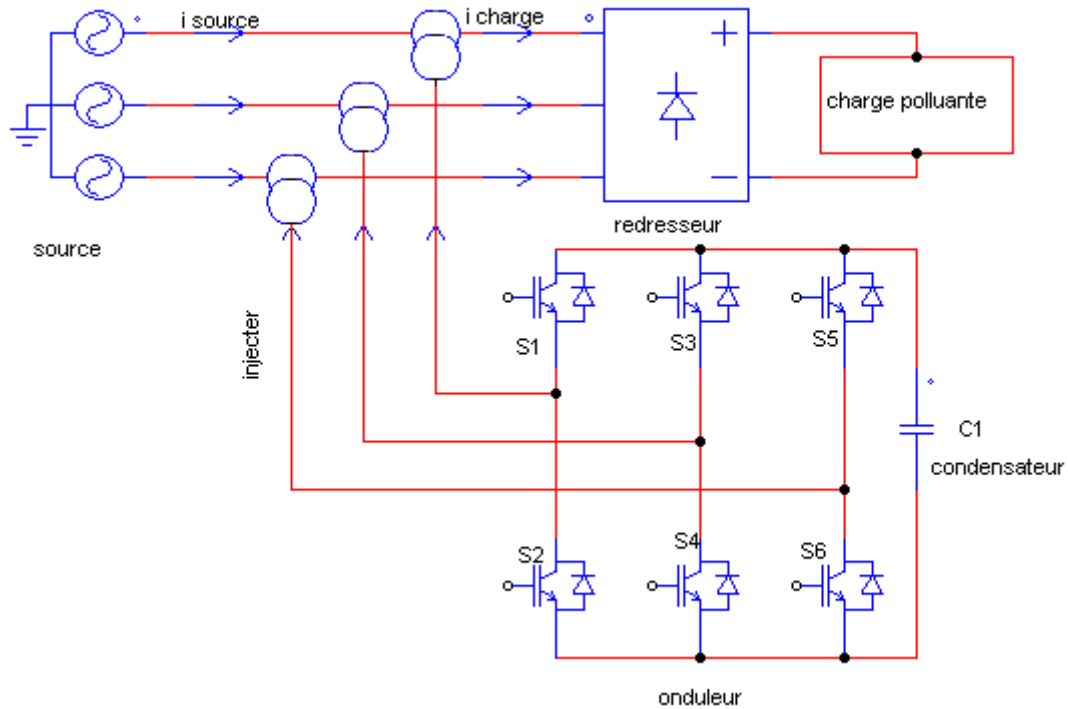 i source
i charge
charge polluante
source
redresseur
injecter
S1
S3
S5
C1
condensateur
S2
S4
S6
onduleur